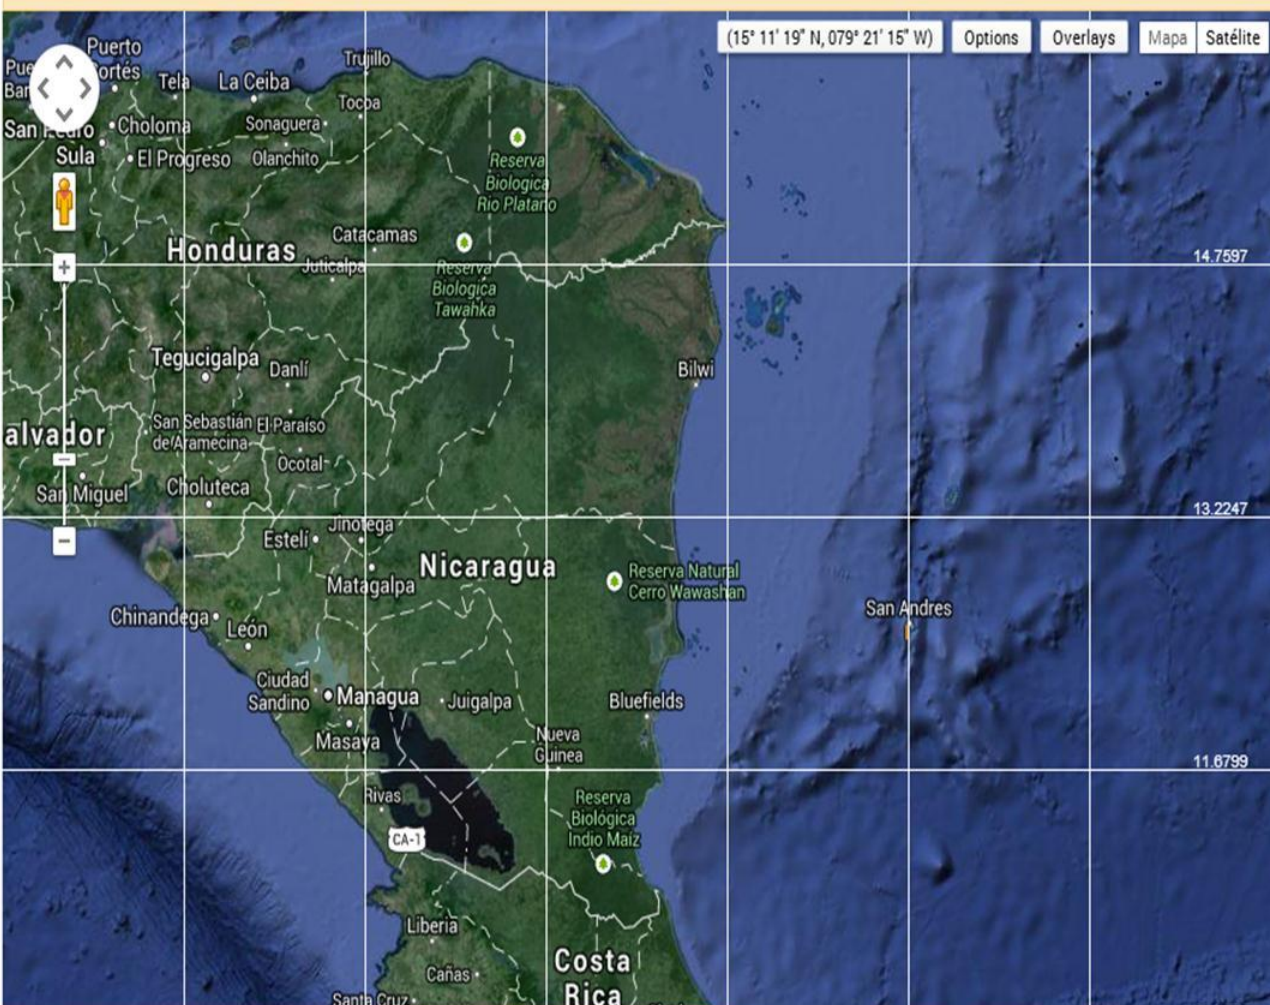 (15° 11' 19" N, 079° 21' 15" W)
Options
Overlays
Mapa
Satélite
Puerto
Cortés
Trujillo
Tela
La Ceiba
Tocoa
San Pedro
Sula
Choloma
Sonaguera
El Progreso
Olanchito
Reserva
Biologica
Rio Platano
Honduras
Catacamas
Juticalpa
14.7597
Reserva
Biologica
Tawahka
Tegucigalpa
Danlí
Bilwi
San Sebastián
de Aramecina
El Paraíso
alvador
Ocotal
San Miguel
Choluteca
13.2247
Estelí
Jinotega
Matagalpa
Nicaragua
Reserva Natural
Cerro Wawashan
San Andres
Chinandega
León
Ciudad
Sandino
Managua
Juigalpa
Bluefields
Masaya
Nueva
Guinea
11.6799
Rivas
Reserva
Biológica
Indio Maíz
CA-1
Liberia
Cañas
Costa
Rica
Santa Cruz